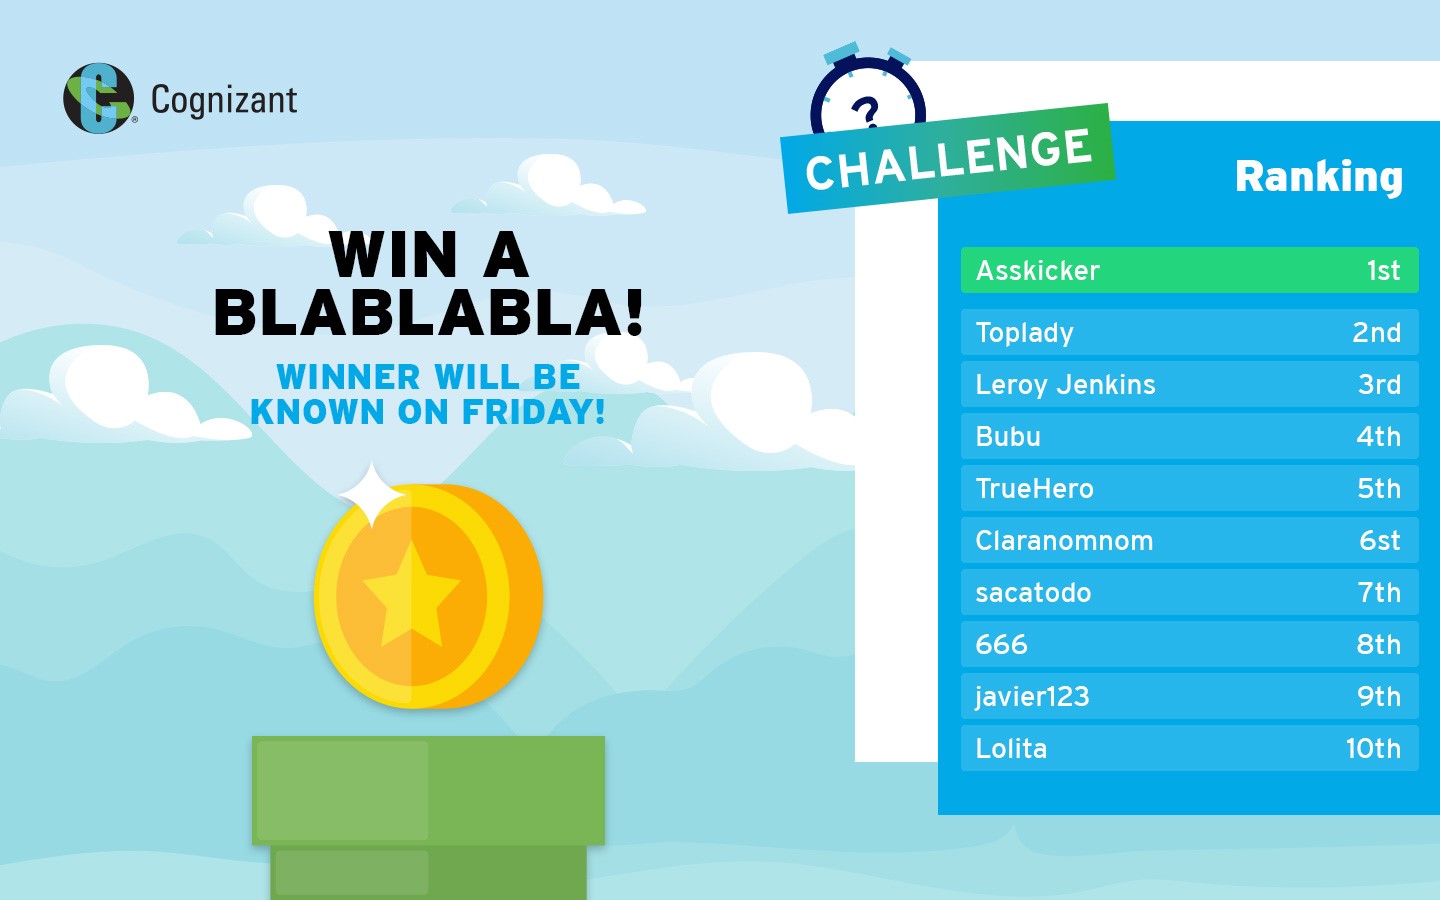 Cognizant
WIN A
BLABLABLA!
WINNER WILL BE
KNOWN ON FRIDAY!
?
CHALLENGE
Ranking
Asskicker 1st
Toplady 2nd
Leroy Jenkins 3rd
Bubu 4th
TrueHero 5th
Claranomnom 6st
sacatodo 7th
666 8th
javier123 9th
Lolita 10th